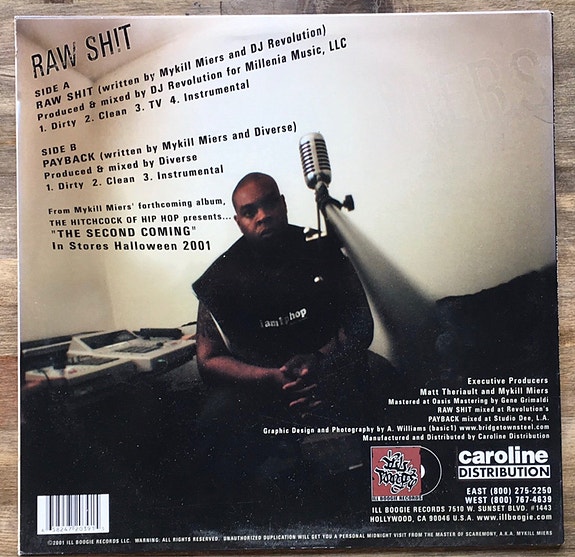 RAW SH!T
SIDE A
RAW SHIT (written by Mykill Miers and DJ Revolution)
Produced & mixed by DJ Revolution for Millenia Music, LLC
1. Dirty 2. Clean 3. TV 4. Instrumental
SIDE B
PAYBACK (written by Mykill Miers and Diverse)
Produced & mixed by Diverse
1. Dirty 2. Clean 3. Instrumental
From Mykill Miers' forthcoming album,
THE HITCHCOCK OF HIP HOP presents...
"THE SECOND COMING"
In Stores Halloween 2001
iamhiphop
Executive Producers
Matt Theriault and Mykill Miers
Mastered at Oasis Mastering by Gene Grimaldi
RAW SHIT mixed at Revolution's
PAYBACK mixed at Studio Dee, L.A.
Graphic Design and Photography by A. Williams (basic1) www.bridgetownsteel.com
Manufactured and Distributed by Caroline Distribution
ill Boogie
ILL BOOGIE RECORDS
caroline
DISTRIBUTION
EAST (800) 275-2250
WEST (800) 767-4639
ILL BOOGIE RECORDS 7510 W. SUNSET BLVD. #1443
HOLLYWOOD, CA 90046 U.S.A. www.illboogie.com
©2001 ILL BOOGIE RECORDS LLC. WARNING: ALL RIGHTS RESERVED. UNAUTHORIZED DUPLICATION WILL GET YOU A PERSONAL MIDNIGHT VISIT FROM THE MASTER OF SCAREMONY, A.K.A. MYKILL MIERS